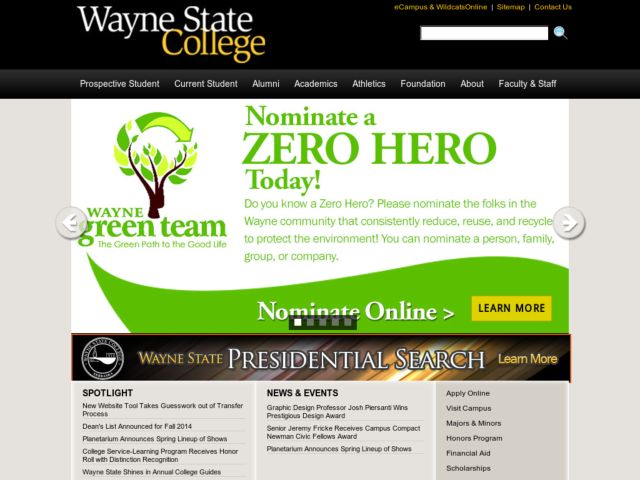 Wayne State
College
eCampus & WildcatsOnline | Sitemap | Contact Us
Prospective Student Current Student Alumni Academics Athletics Foundation About Faculty & Staff
Nominate a
ZERO HERO
Today!
Do you know a Zero Hero? Please nominate the folks in the
Wayne community that consistently reduce, reuse, and recycle
to protect the environment! You can nominate a person, family,
group, or company.
WAYNE
green team
The Green Path to the Good Life
Nominate Online >
LEARN MORE
WAYNE STATE PRESIDENTIAL SEARCH Learn More
SPOTLIGHT
New Website Tool Takes Guesswork out of Transfer
Process
Dean's List Announced for Fall 2014
Planetarium Announces Spring Lineup of Shows
College Service-Learning Program Receives Honor
Roll with Distinction Recognition
Wayne State Shines in Annual College Guides
NEWS & EVENTS
Graphic Design Professor Josh Piersanti Wins
Prestigious Design Award
Senior Jeremy Fricke Receives Campus Compact
Newman Civic Fellows Award
Planetarium Announces Spring Lineup of Shows
Apply Online
Visit Campus
Majors & Minors
Honors Program
Financial Aid
Scholarships